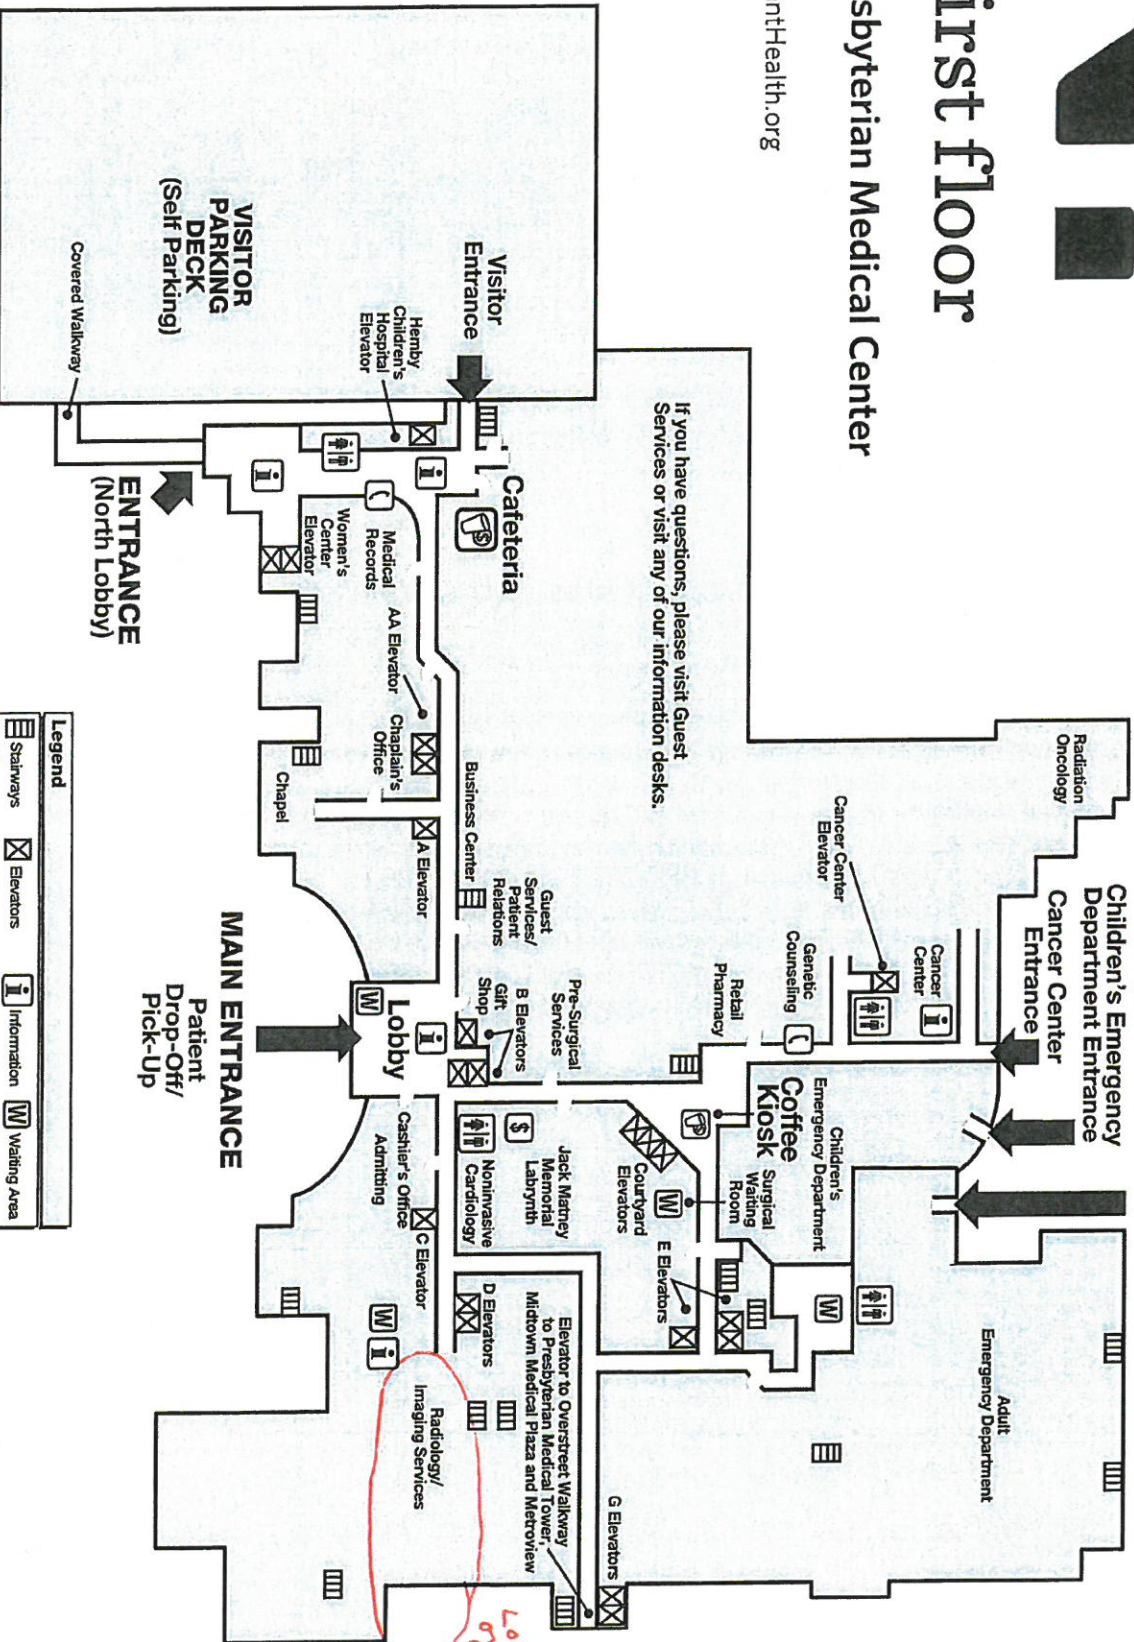 irst floor
sbyterian Medical Center
ntHealth.org
If you have questions, please visit Guest
Services or visit any of our information desks.
VISITOR
PARKING
DECK
(Self Parking)
Covered Walkway
Visitor
Entrance
Hemby
Children's
Hospital
Elevator
ENTRANCE
(North Lobby)
Cafeteria
Women's
Center
Elevator
Medical
Records
AA Elevator
Chaplain's
Office
Chapel
Business Center
A Elevator
Guest
Services/
Patient
Relations
Gift
Shop
B Elevators
Pre-Surgical
Services
Retail
Pharmacy
Genetic
Counseling
Cancer Center
Elevator
Cancer
Center
Radiation
Oncology
Children's Emergency
Department Entrance
Cancer Center
Entrance
Lobby
MAIN ENTRANCE
Patient
Drop-Off/
Pick-Up
Cashier's Office
Admitting
Noninvasive
Cardiology
Jack Matney
Memorial
Labrynth
Courtyard
Elevators
Coffee
Kiosk
Children's
Emergency Department
Surgical
Waiting
Room
E Elevators
C Elevator
D Elevators
Elevator to Overstreet Walkway
to Presbyterian Medical Tower,
Midtown Medical Plaza and Metroview
Radiology/
Imaging Services
G Elevators
Adult
Emergency Department
Legend
Stairways
Elevators
Information
Waiting Area